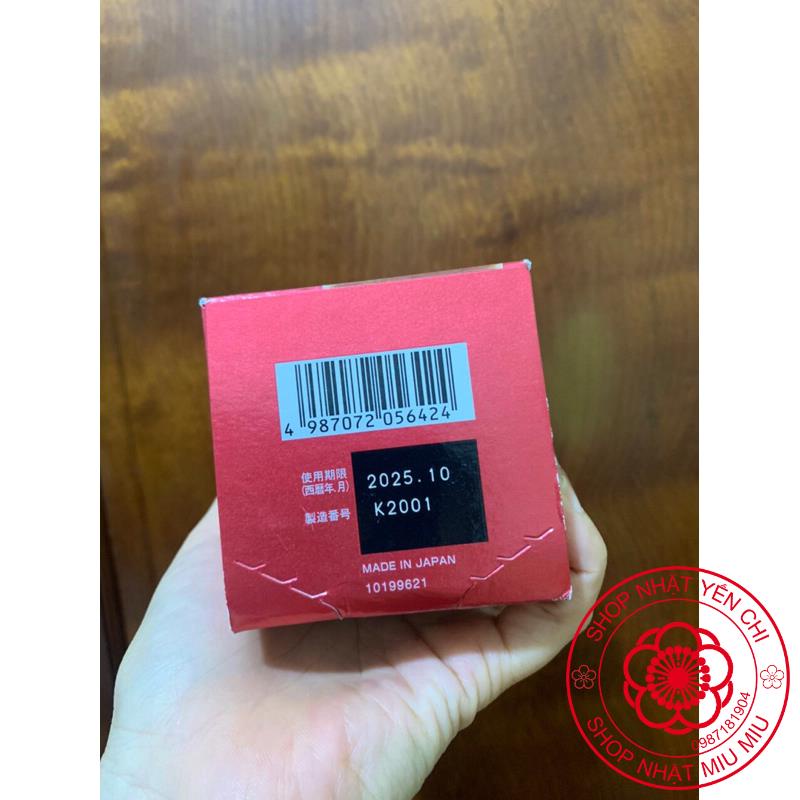 4 987072 056424
使用期限
(西暦年.月)
2025.10
製造番号
K2001
MADE IN JAPAN
10199621
SHOP NHẬT YẾN CHI
0987181904
SHOP NHẬT MIU MIU